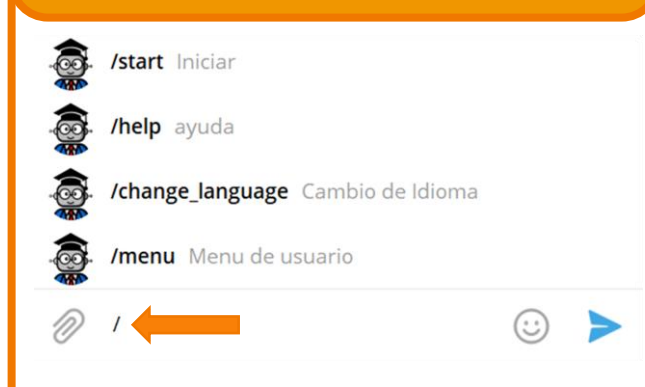 /start Iniciar
/help ayuda
/change_language Cambio de Idioma
/menu Menu de usuario
/